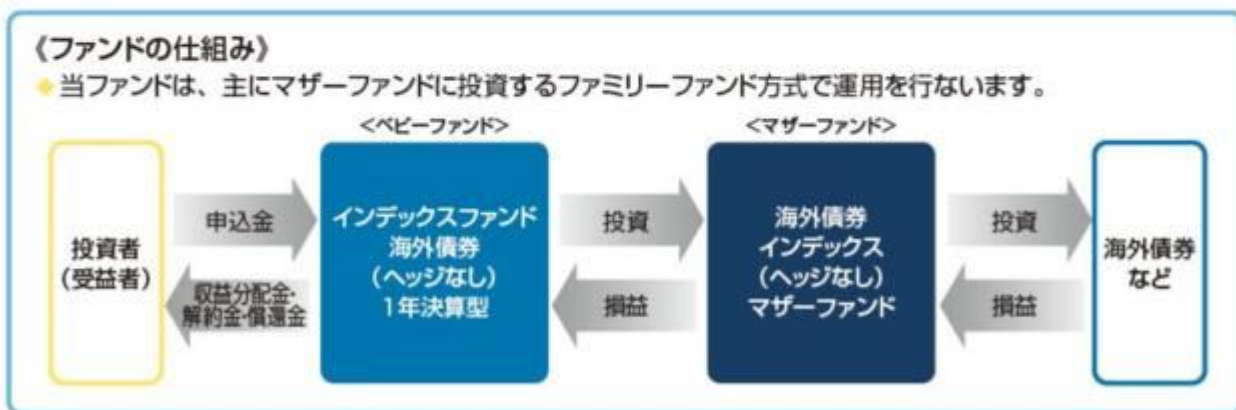 《ファンドの仕組み》
◆当ファンドは、主にマザーファンドに投資するファミリーファンド方式で運用を行ないます。
<ベビーファンド>
<マザーファンド>
投資者
(受益者)
申込金
収益分配金・
解約金・償還金
インデックスファンド
海外債券
(ヘッジなし)
1年決算型
投資
損益
海外債券
インデックス
(ヘッジなし)
マザーファンド
投資
損益
海外債券
など